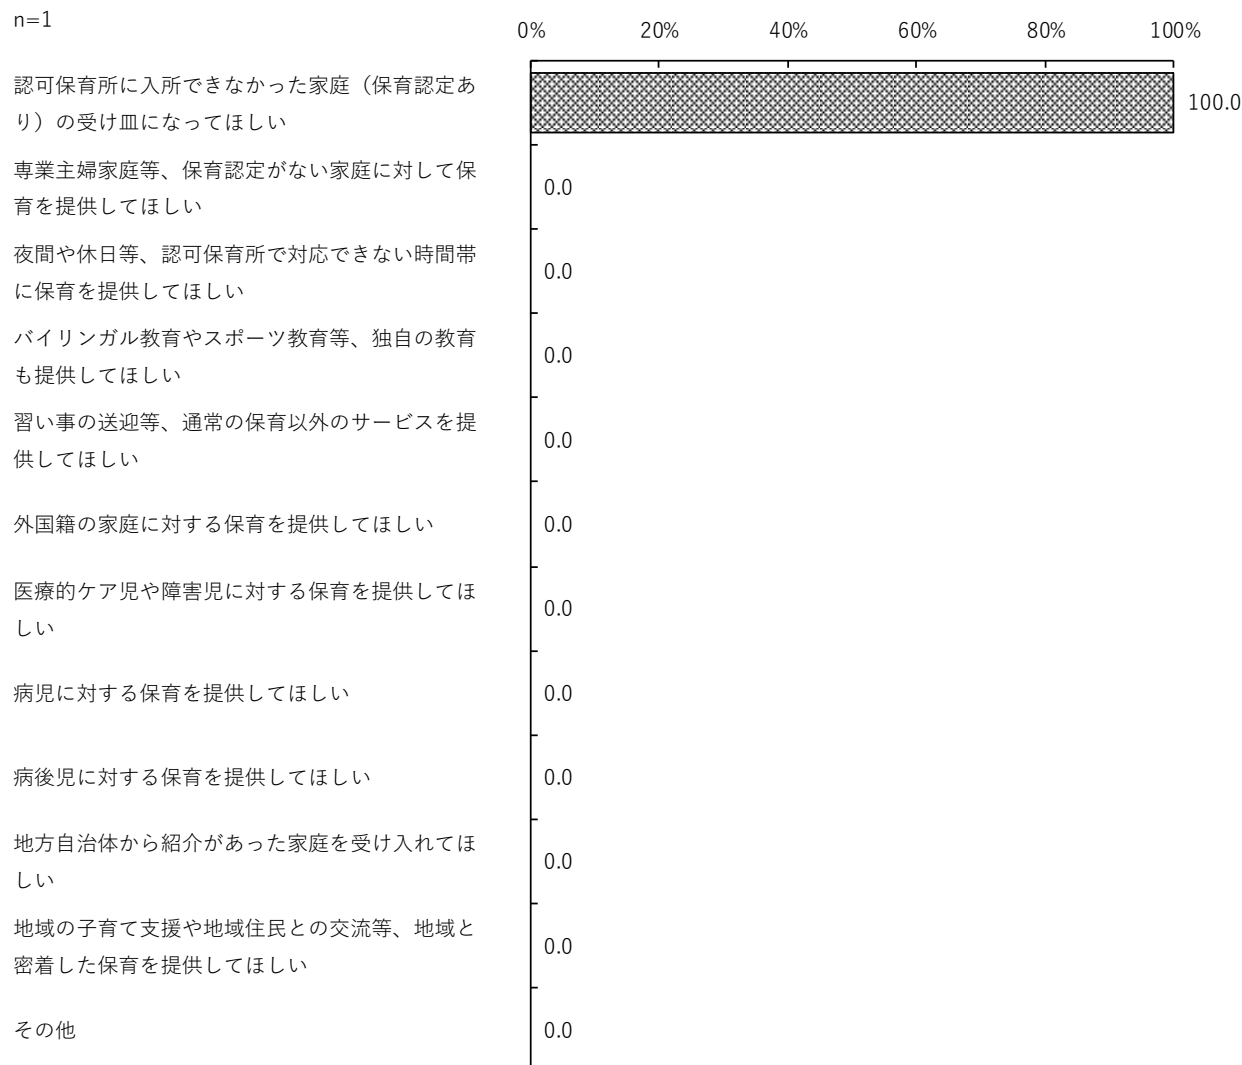 n=1
0% 20% 40% 60% 80% 100%
認可保育所に入所できなかった家庭（保育認定あ
り）の受け皿になってほしい
100.0
専業主婦家庭等、保育認定がない家庭に対して保
育を提供してほしい
0.0
夜間や休日等、認可保育所で対応できない時間帯
に保育を提供してほしい
0.0
バイリンガル教育やスポーツ教育等、独自の教育
も提供してほしい
0.0
習い事の送迎等、通常の保育以外のサービスを提
供してほしい
0.0
外国籍の家庭に対する保育を提供してほしい
0.0
医療的ケア児や障害児に対する保育を提供してほ
しい
0.0
病児に対する保育を提供してほしい
0.0
病後児に対する保育を提供してほしい
0.0
地方自治体から紹介があった家庭を受け入れてほ
しい
0.0
地域の子育て支援や地域住民との交流等、地域と
密着した保育を提供してほしい
0.0
その他
0.0